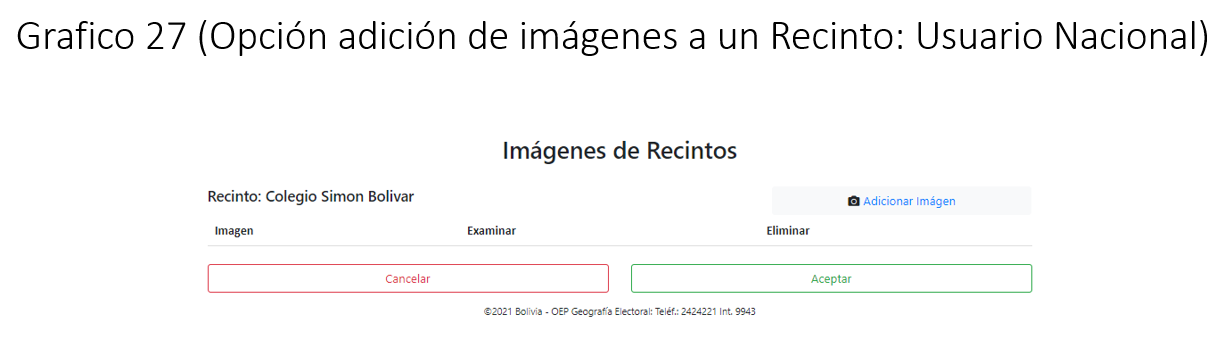 Grafico 27 (Opción adición de imágenes a un Recinto: Usuario Nacional)
Imágenes de Recintos
Recinto: Colegio Simon Bolivar
Adicionar Imágen
Imagen Examinar Eliminar
Cancelar Aceptar
©2021 Bolivia - OEP Geografía Electoral: Teléf.: 2424221 Int. 9943